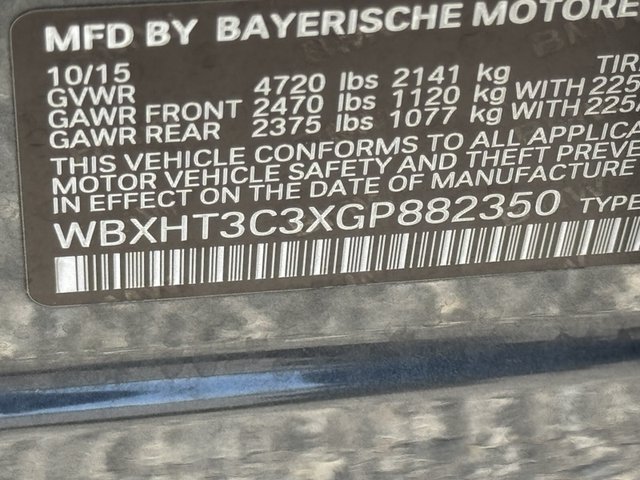 MFD BY BAYERISCHE MOTORE
10/15 TIR
GVWR 4720 lbs 2141 kg
GAWR FRONT 2470 lbs 1120 kg WITH 225
GAWR REAR 2375 lbs 1077 kg WITH 225
THIS VEHICLE CONFORMS TO ALL APPLICA
MOTOR VEHICLE SAFETY AND THEFT PREVE
IN EFFECT ON THE DATE OF MANUFACTURE
WBXHT3C3XGP882350 TYPE